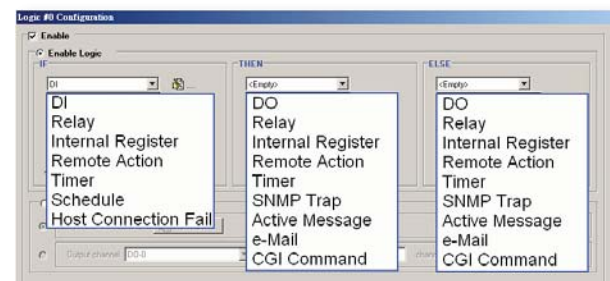 Logic #0 Configuration
Enable
Enable Logic
IF
DI
DI
Relay
Internal Register
Remote Action
Timer
Schedule
Host Connection Fail
THEN
<Empty>
DO
Relay
Internal Register
Remote Action
Timer
SNMP Trap
Active Message
e-Mail
CGI Command
ELSE
<Empty>
DO
Relay
Internal Register
Remote Action
Timer
SNMP Trap
Active Message
e-Mail
CGI Command
Output channel DO-0